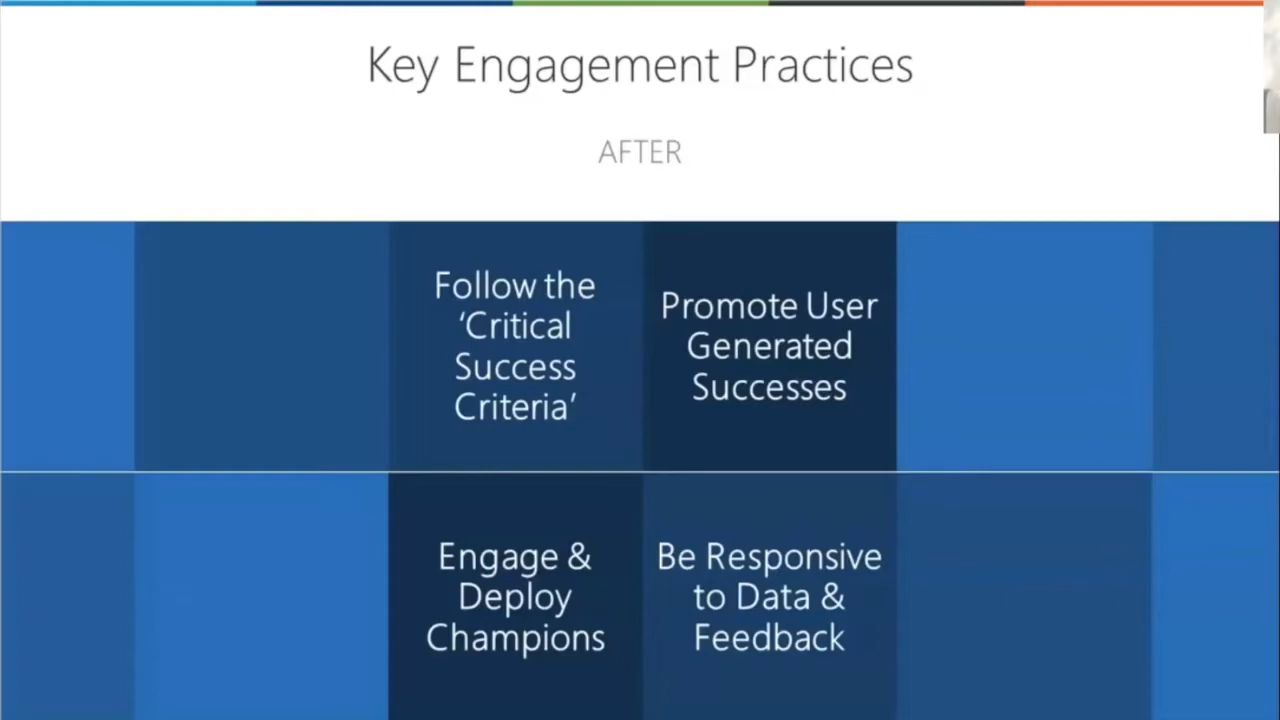 Key Engagement Practices
AFTER
Follow the
‘Critical
Success
Criteria’
Promote User
Generated
Successes
Engage &
Deploy
Champions
Be Responsive
to Data &
Feedback